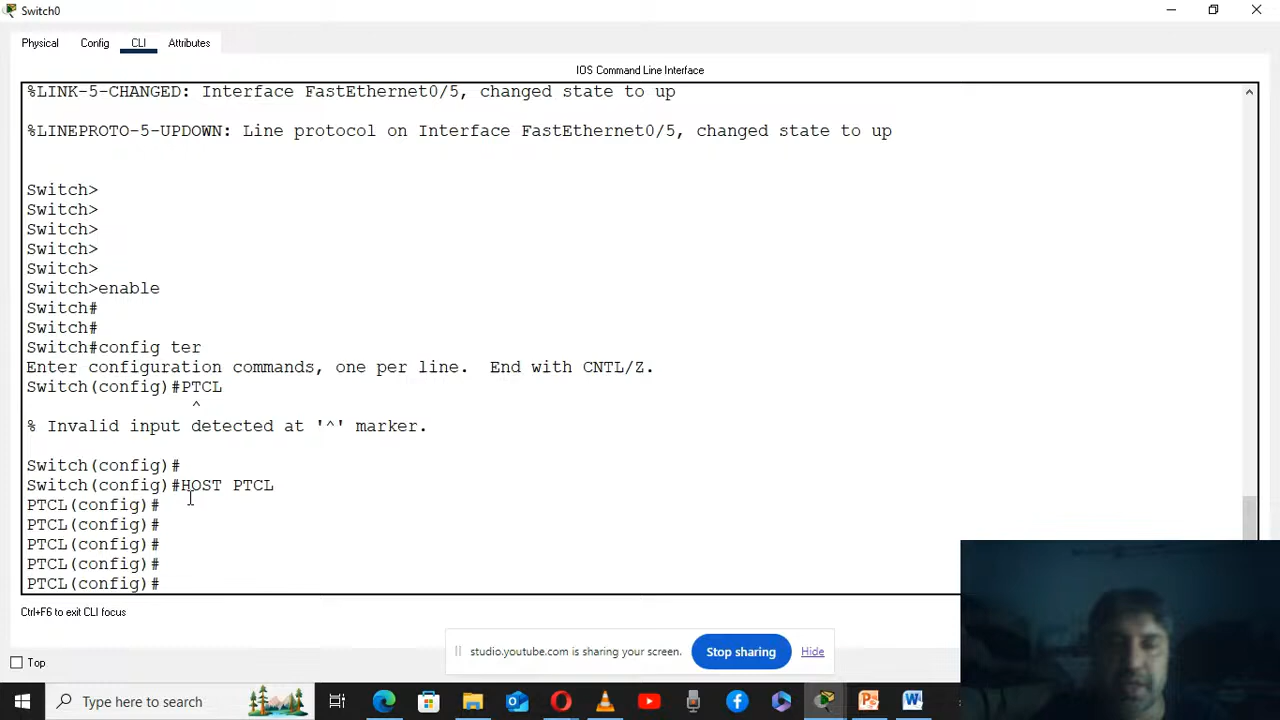 Switch0
Physical Config CLI Attributes
IOS Command Line Interface
%LINK-5-CHANGED: Interface FastEthernet0/5, changed state to up
%LINEPROTO-5-UPDOWN: Line protocol on Interface FastEthernet0/5, changed state to up
Switch>
Switch>
Switch>
Switch>
Switch>
Switch>enable
Switch#
Switch#
Switch#config ter
Enter configuration commands, one per line.  End with CNTL/Z.
Switch(config)#PTCL
^
% Invalid input detected at '^' marker.
Switch(config)#
Switch(config)#HOST PTCL
PTCL(config)#
PTCL(config)#
PTCL(config)#
PTCL(config)#
PTCL(config)#
Ctrl+F6 to exit CLI focus
studio.youtube.com is sharing your screen. Stop sharing Hide
Top
Type here to search